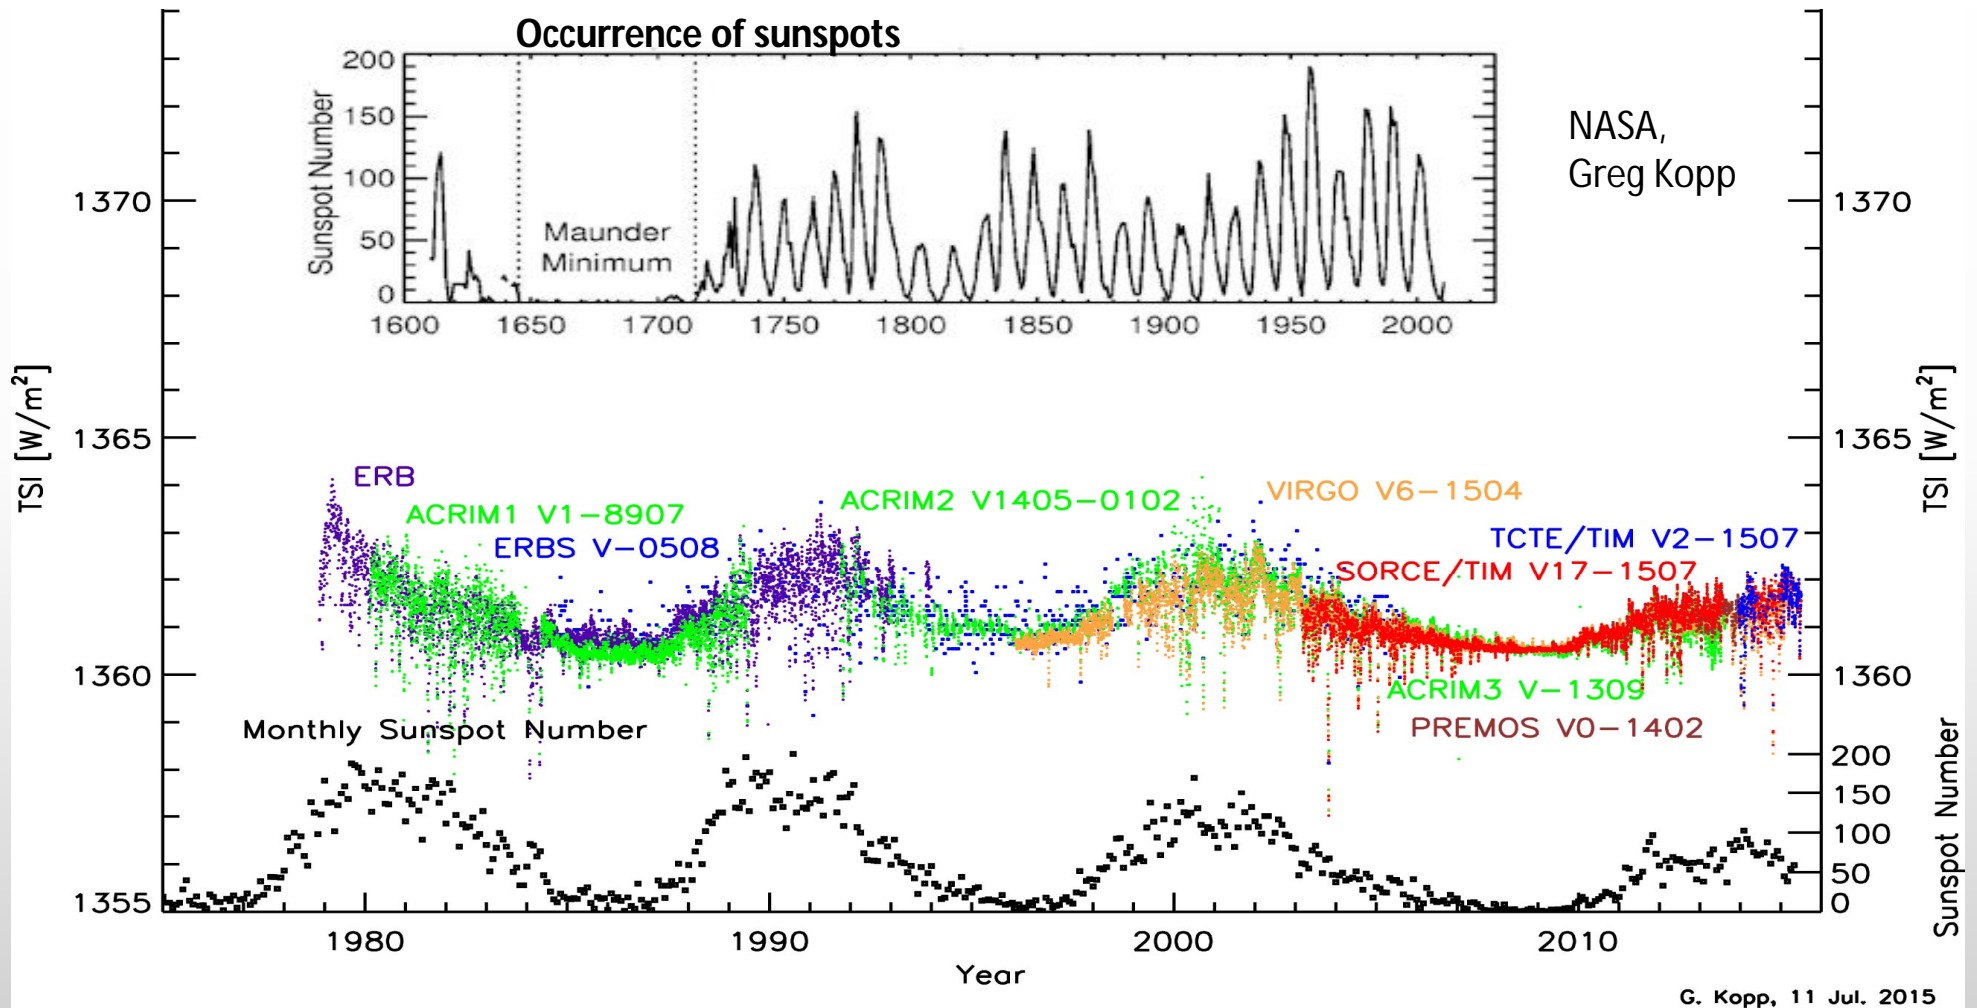 Occurrence of sunspots
200
150
100
50
0
Sunspot Number
Maunder
Minimum
1600 1650 1700 1750 1800 1850 1900 1950 2000
NASA,
Greg Kopp
1370
1365
1360
1355
TSI [W/m²]
1370
1365
1360
TSI [W/m²]
ERB
ACRIM1 V1-8907
ERBS V-0508
ACRIM2 V1405-0102
VIRGO V6-1504
TCTE/TIM V2-1507
SORCE/TIM V17-1507
ACRIM3 V-1309
PREMOS V0-1402
Monthly Sunspot Number
200
150
100
50
0
Sunspot Number
1980 1990 2000 2010
Year
G. Kopp, 11 Jul. 2015